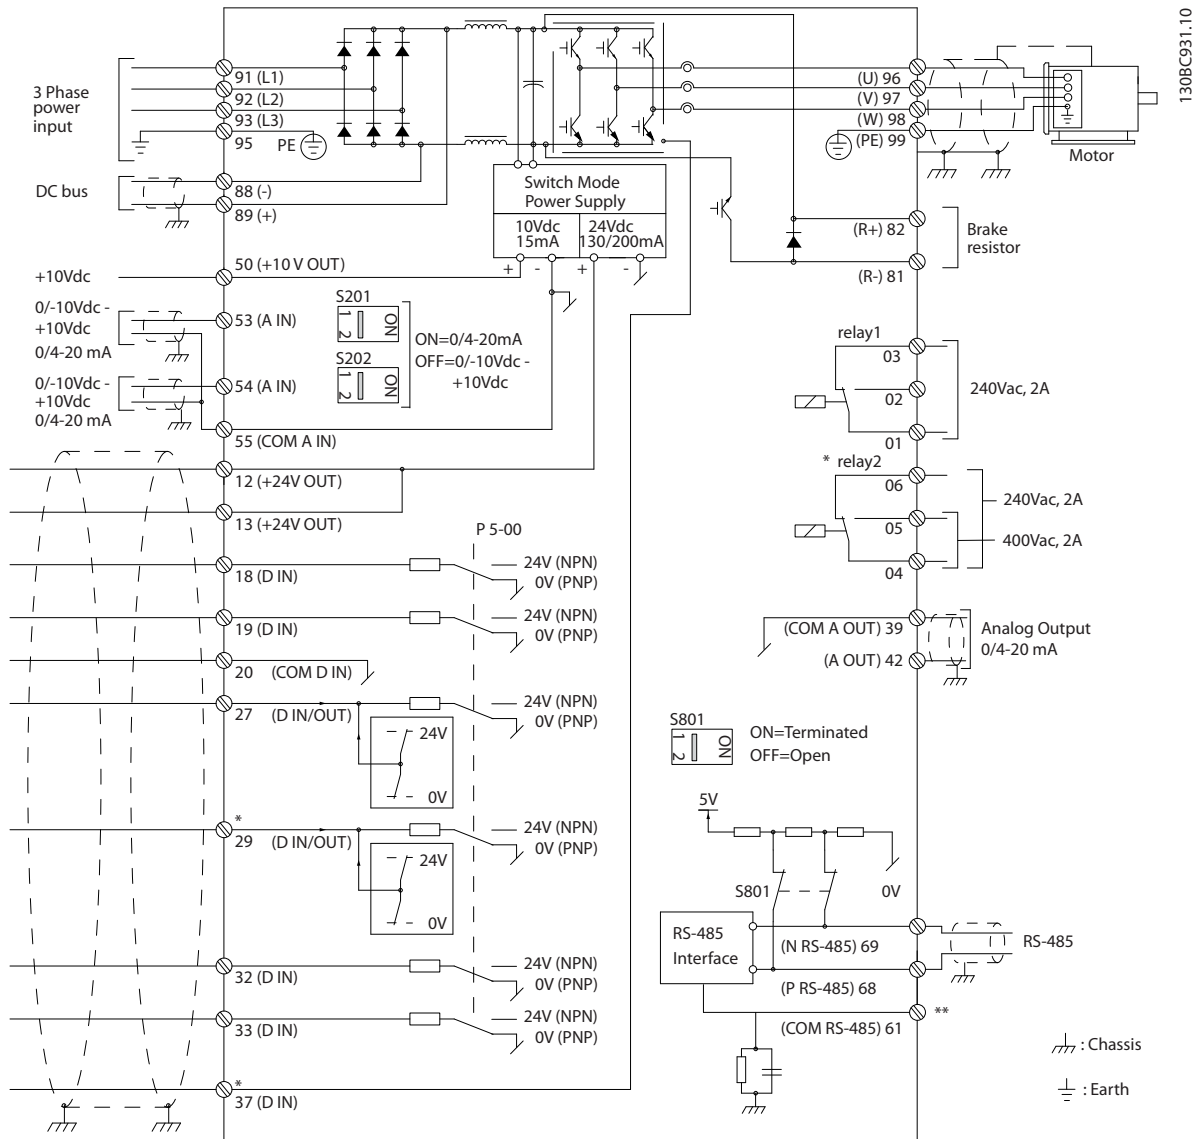 130BC931.10
3 Phase
power
input
91 (L1)
92 (L2)
93 (L3)
95
PE
DC bus
88 (-)
89 (+)
Switch Mode
Power Supply
10Vdc
15mA
24Vdc
130/200mA
+
-
+
-
(U) 96
(V) 97
(W) 98
(PE) 99
Motor
(R+) 82
(R-) 81
Brake
resistor
+10Vdc
50 (+10 V OUT)
0/-10Vdc -
+10Vdc
0/4-20 mA
53 (A IN)
0/-10Vdc -
+10Vdc
0/4-20 mA
54 (A IN)
55 (COM A IN)
S201
1 2
ON
S202
1 2
ON
ON=0/4-20mA
OFF=0/-10Vdc -
+10Vdc
relay1
03
02
01
240Vac, 2A
* relay2
06
05
04
240Vac, 2A
400Vac, 2A
12 (+24V OUT)
13 (+24V OUT)
P 5-00
18 (D IN)
24V (NPN)
0V (PNP)
19 (D IN)
24V (NPN)
0V (PNP)
20 (COM D IN)
27 (D IN/OUT)
24V (NPN)
0V (PNP)
24V
0V
*
29 (D IN/OUT)
24V (NPN)
0V (PNP)
24V
0V
32 (D IN)
24V (NPN)
0V (PNP)
33 (D IN)
24V (NPN)
0V (PNP)
*
37 (D IN)
(COM A OUT) 39
(A OUT) 42
Analog Output
0/4-20 mA
S801
1 2
ON
ON=Terminated
OFF=Open
5V
S801
0V
RS-485
Interface
(N RS-485) 69
(P RS-485) 68
(COM RS-485) 61
**
RS-485
: Chassis
: Earth